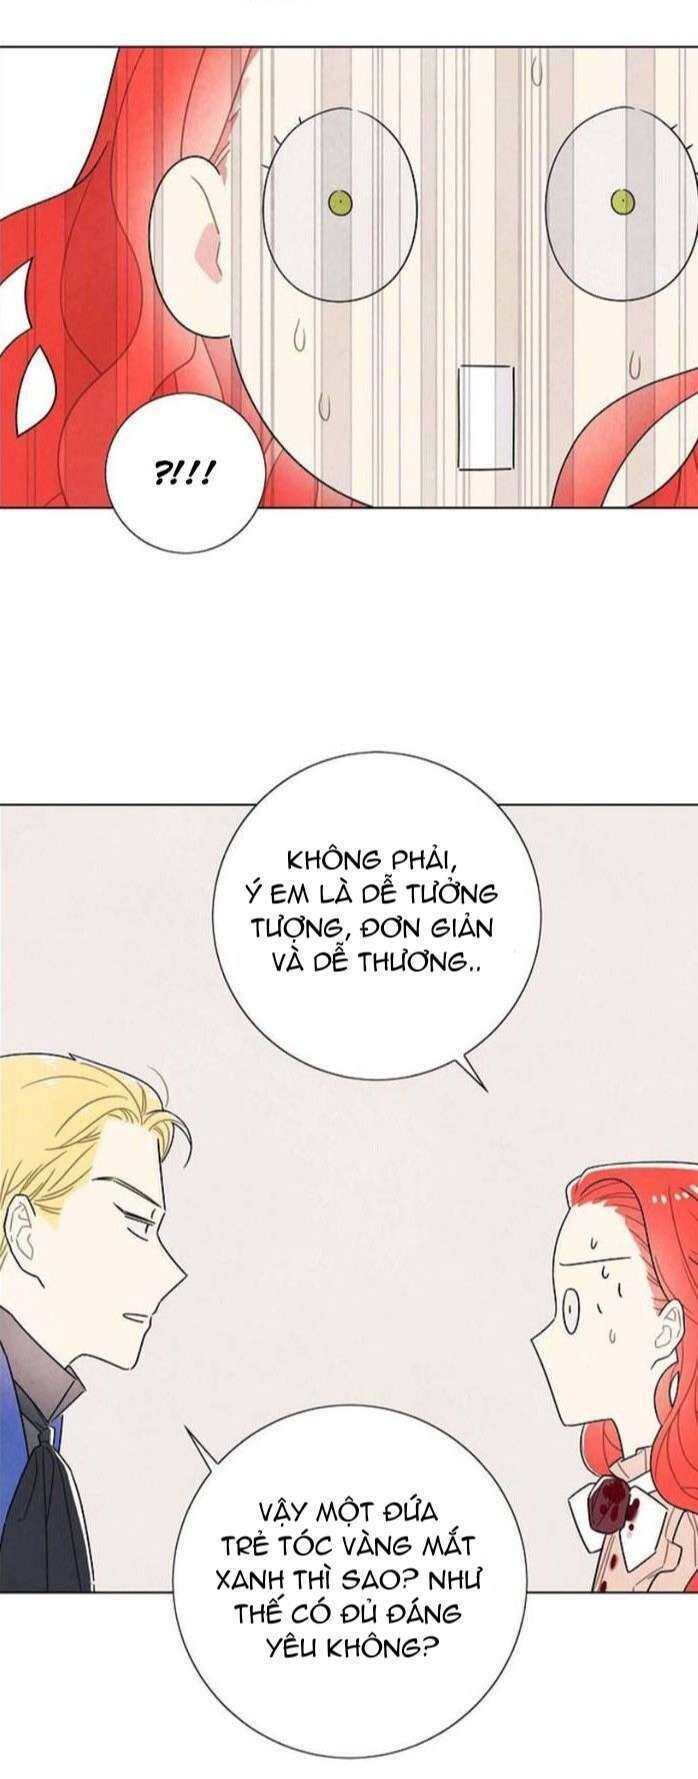 ?!!!
KHÔNG PHẢI,
Ý EM LÀ DỄ TƯỞNG
TƯỢNG, ĐƠN GIẢN
VÀ DỄ THƯƠNG..
VẬY MỘT ĐỨA
TRẺ TÓC VÀNG MẮT
XANH THÌ SAO? NHƯ
THẾ CÓ ĐỦ ĐÁNG
YÊU KHÔNG?